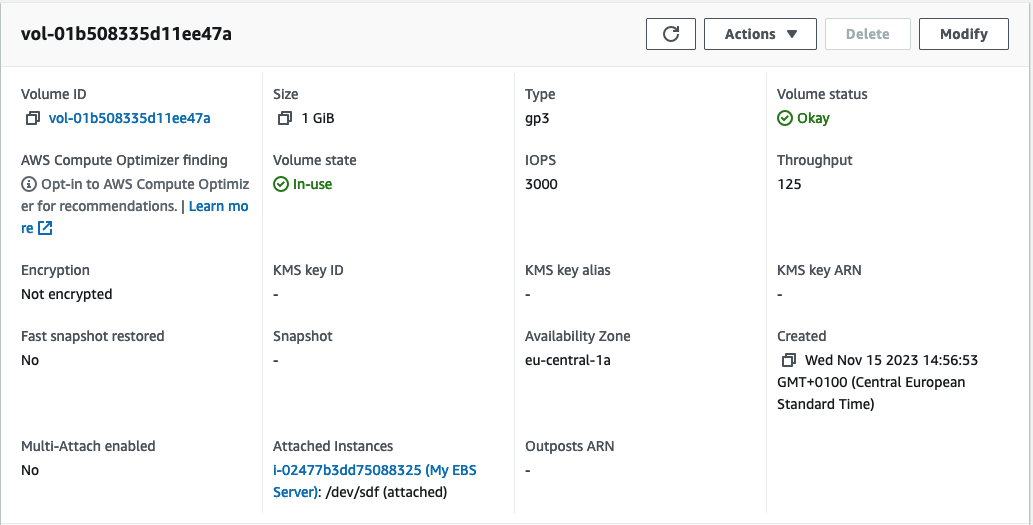 vol-01b508335d11ee47a
Actions
Delete
Modify
Volume ID
vol-01b508335d11ee47a
Size
1 GiB
Type
gp3
Volume status
Okay
AWS Compute Optimizer finding
Opt-in to AWS Compute Optimiz
er for recommendations. | Learn mo
re
Volume state
In-use
IOPS
3000
Throughput
125
Encryption
Not encrypted
KMS key ID
-
KMS key alias
-
KMS key ARN
-
Fast snapshot restored
No
Snapshot
-
Availability Zone
eu-central-1a
Created
Wed Nov 15 2023 14:56:53
GMT+0100 (Central European
Standard Time)
Multi-Attach enabled
No
Attached Instances
i-02477b3dd75088325 (My EBS
Server): /dev/sdf (attached)
Outposts ARN
-